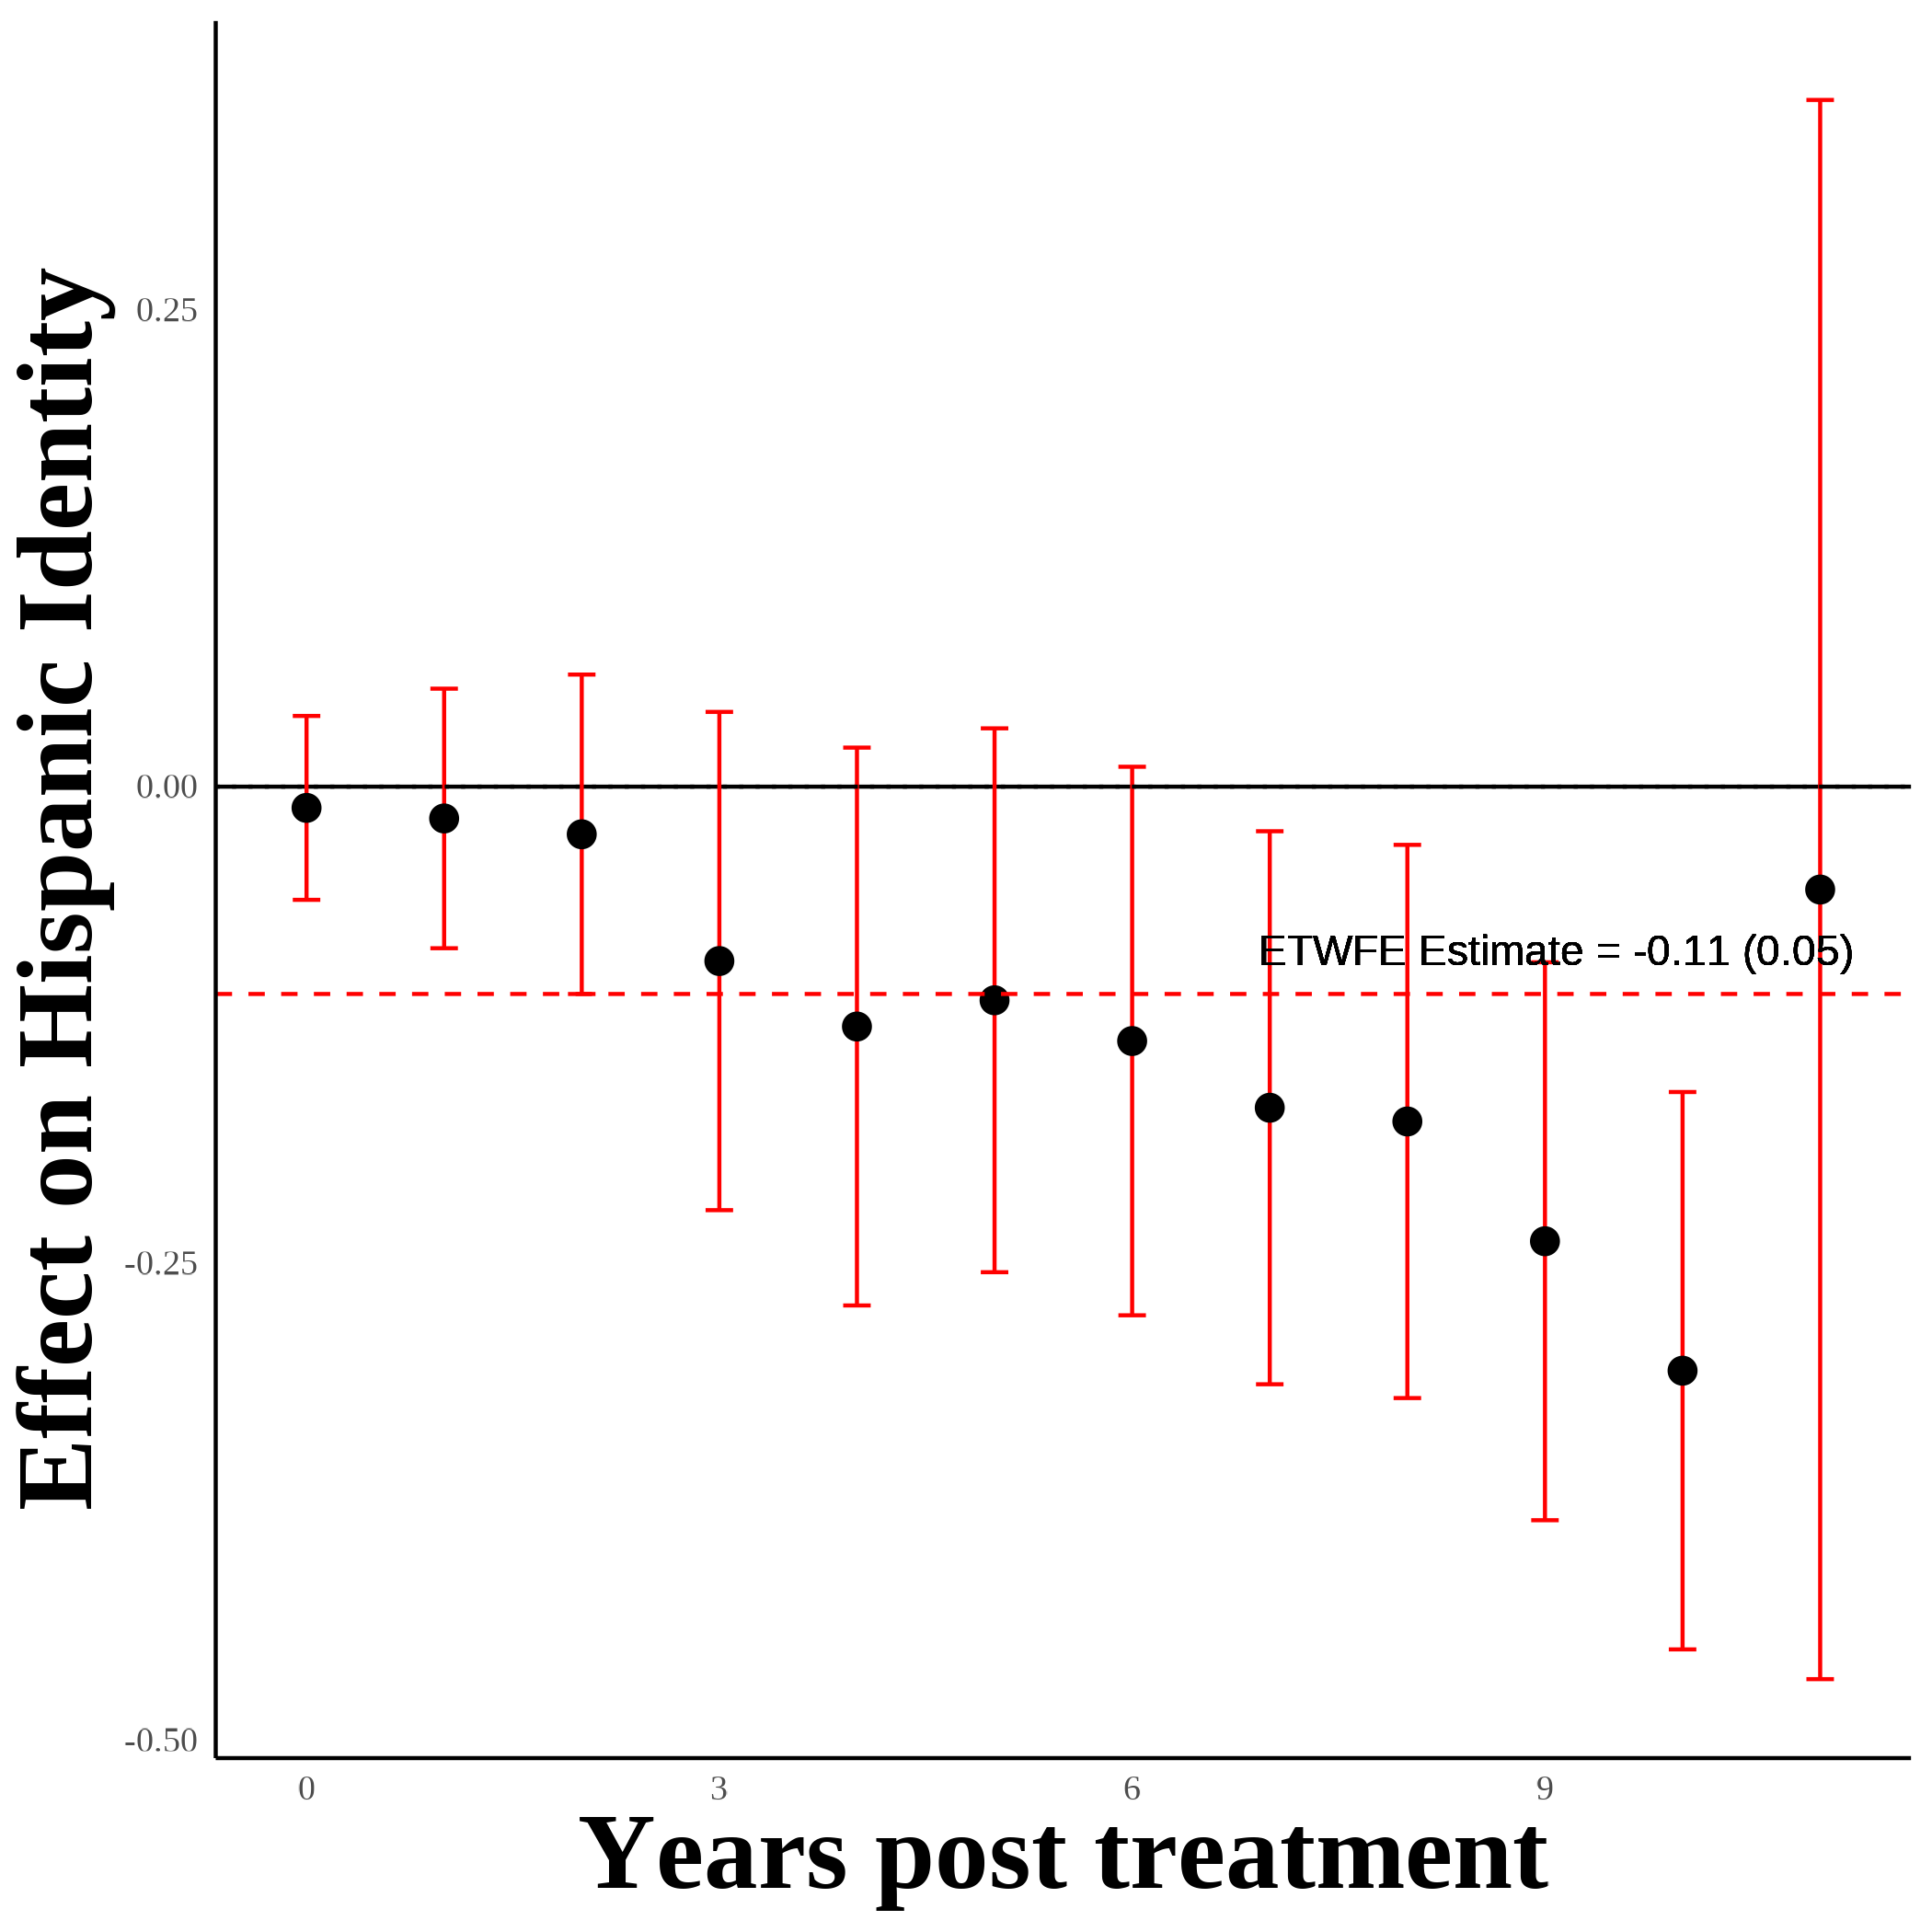 Effect on Hispanic Identity
0.25
0.00
-0.25
-0.50
ETWFE Estimate = -0.11 (0.05)
0 3 6 9
Years post treatment